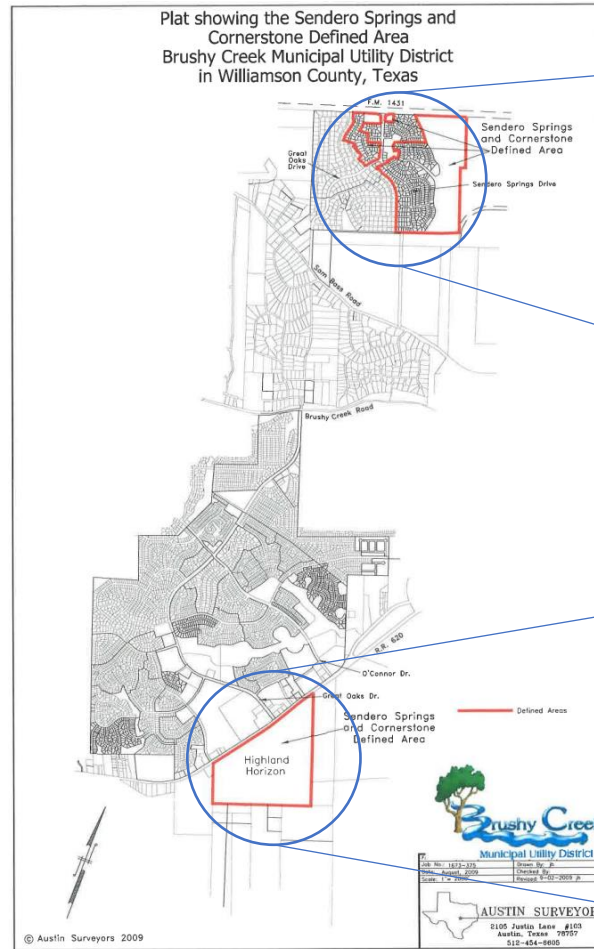 Plat showing the Sendero Springs and
Cornerstone Defined Area
Brushy Creek Municipal Utility District
in Williamson County, Texas
F.M. 1431
Sendero Springs
and Cornerstone
Defined Area
Great
Oaks
Drive
Sendero Springs Drive
Sam Bass Road
Brushy Creek Road
R.R. 620
O'Connor Dr.
Great Oaks Dr.
Sendero Springs
and Cornerstone
Defined Area
Defined Areas
Highland
Horizon
Brushy Cree
Municipal Utility District
Job No.: 1673-375
Drawn By: jb
Date: August, 2009
Checked By:
Scale: 1"= 2000'
Revised 9-02-2009 jh
AUSTIN SURVEYOR
2105 Justin Lane #103
Austin, Texas 78757
512-454-6605
© Austin Surveyors 2009